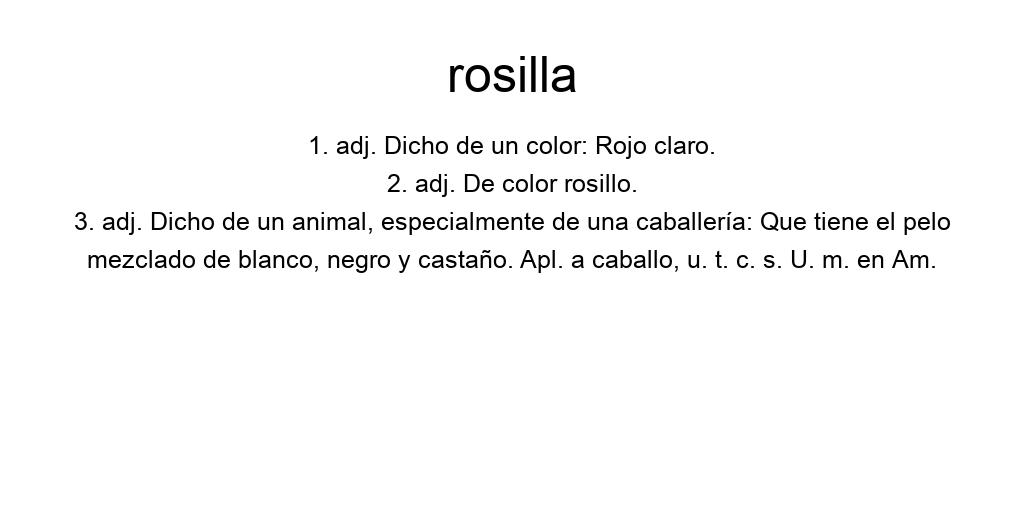 rosilla
1. adj. Dicho de un color: Rojo claro.
2. adj. De color rosillo.
3. adj. Dicho de un animal, especialmente de una caballería: Que tiene el pelo
mezclado de blanco, negro y castaño. Apl. a caballo, u. t. c. s. U. m. en Am.